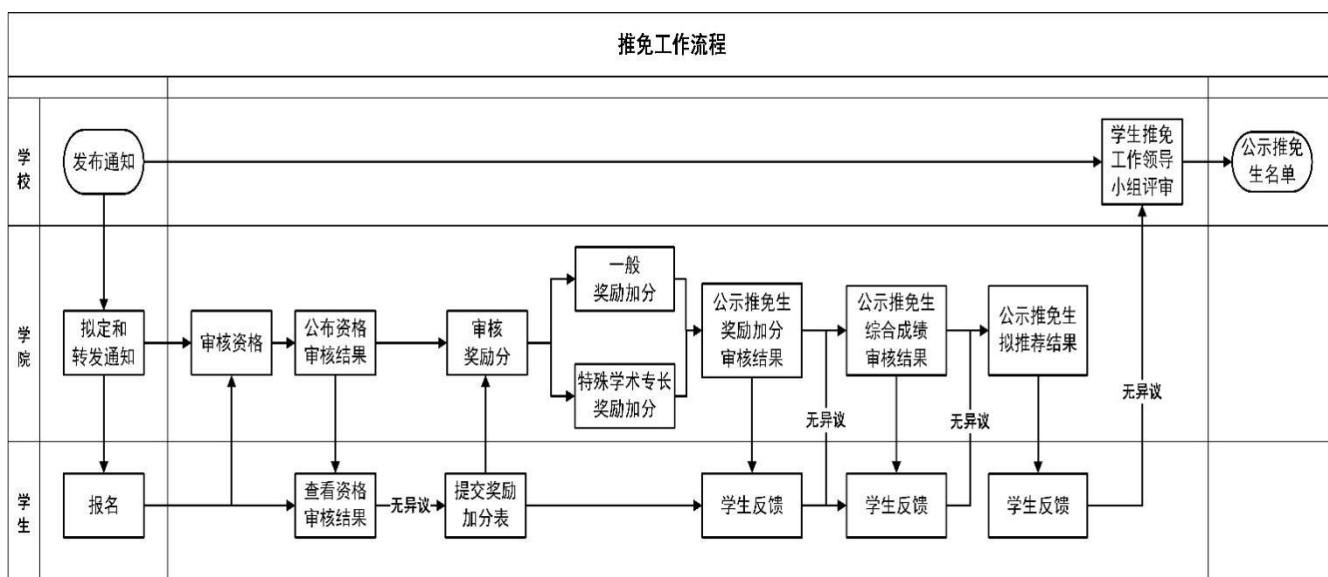 推免工作流程
学
校
发布通知
学生推免
工作领导
小组评审
公示推免
生名单
学
院
拟定和
转发通知
审核资格
公布资格
审核结果
审核
奖励分
一般
奖励加分
特殊学术专长
奖励加分
公示推免生
奖励加分
审核结果
无异议
公示推免生
综合成绩
审核结果
无异议
公示推免生
拟推荐结果
无异议
学
生
报名
查看资格
审核结果
无异议
提交奖励
加分表
学生反馈
学生反馈
学生反馈